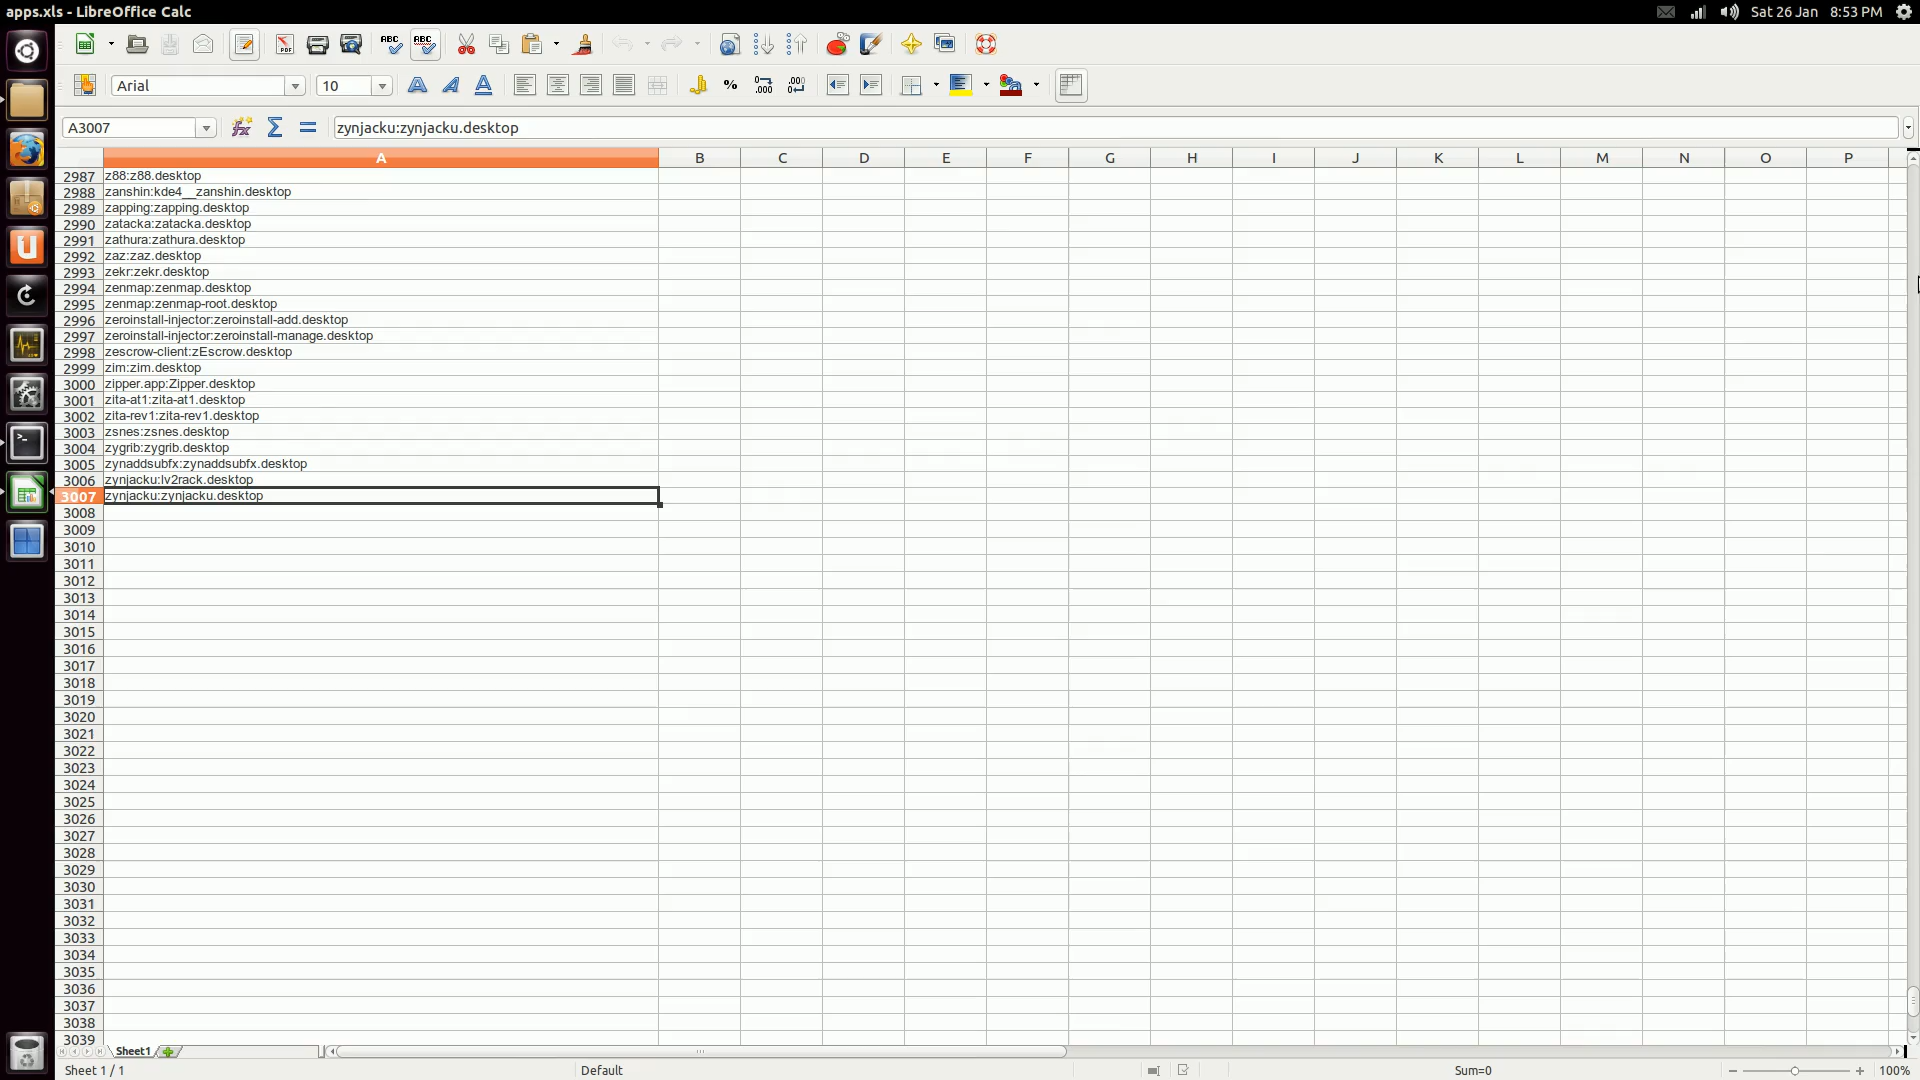 apps.xls - LibreOffice Calc
Sat 26 Jan 8:53 PM
Arial
10
%
A3007
zynjacku:zynjacku.desktop
A B C D E F G H I J K L M N O P
2987 z88:z88.desktop
2988 zanshin:kde4__zanshin.desktop
2989 zapping:zapping.desktop
2990 zatacka:zatacka.desktop
2991 zathura:zathura.desktop
2992 zaz:zaz.desktop
2993 zekr:zekr.desktop
2994 zenmap:zenmap.desktop
2995 zenmap:zenmap-root.desktop
2996 zeroinstall-injector:zeroinstall-add.desktop
2997 zeroinstall-injector:zeroinstall-manage.desktop
2998 zescrow-client:zEscrow.desktop
2999 zim:zim.desktop
3000 zipper.app:Zipper.desktop
3001 zita-at1:zita-at1.desktop
3002 zita-rev1:zita-rev1.desktop
3003 zsnes:zsnes.desktop
3004 zygrib:zygrib.desktop
3005 zynaddsubfx:zynaddsubfx.desktop
3006 zynjacku:lv2rack.desktop
3007 zynjacku:zynjacku.desktop
3008
3009
3010
3011
3012
3013
3014
3015
3016
3017
3018
3019
3020
3021
3022
3023
3024
3025
3026
3027
3028
3029
3030
3031
3032
3033
3034
3035
3036
3037
3038
3039
Sheet1
Sheet 1 / 1
Default
Sum=0
100%